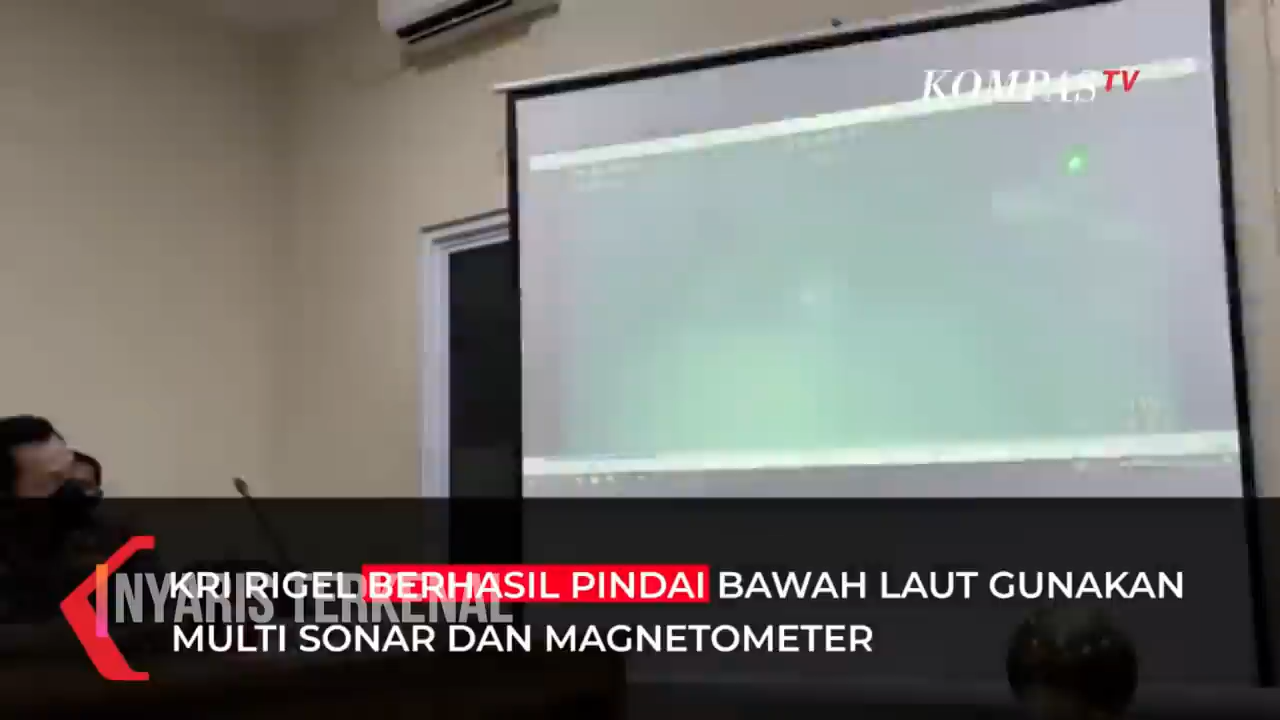 KOMPAS TV
KRI RIGEL BERHASIL PINDAI BAWAH LAUT GUNAKAN
MULTI SONAR DAN MAGNETOMETER
NYARIS TERKENAL